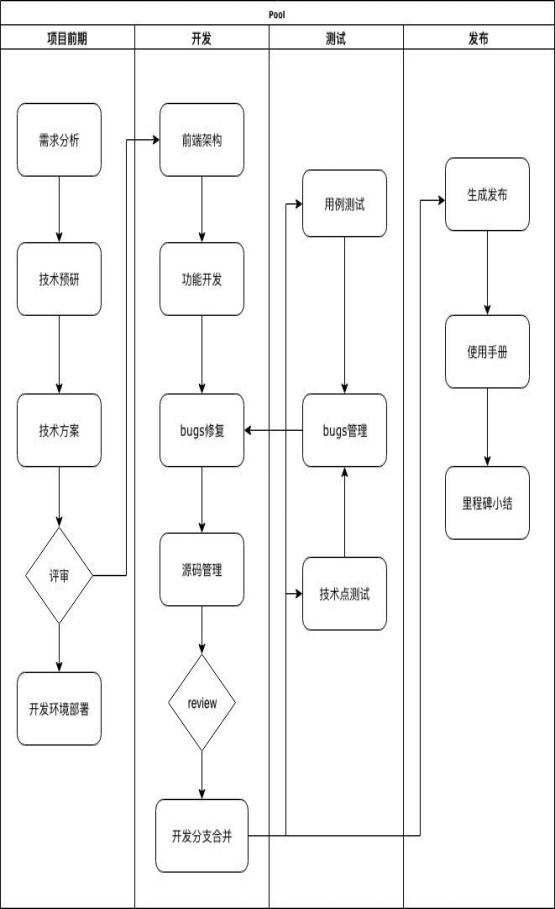 Pool
项目前期
开发
测试
发布
需求分析
技术预研
技术方案
评审
开发环境部署
前端架构
功能开发
bugs修复
源码管理
review
开发分支合并
用例测试
bugs管理
技术点测试
生成发布
使用手册
里程碑小结